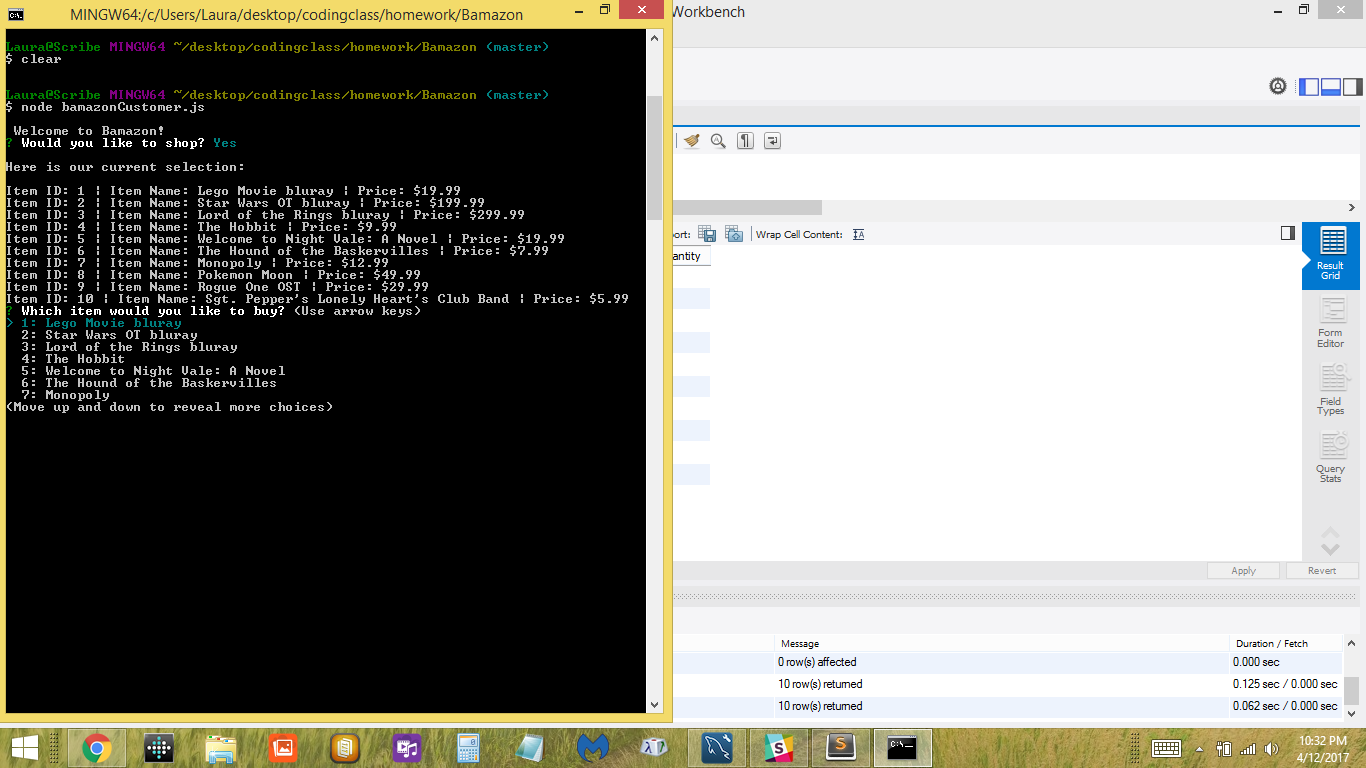 MINGW64:/c/Users/Laura/desktop/codingclass/homework/Bamazon
Laura@Scribe MINGW64 ~/desktop/codingclass/homework/Bamazon (master)
$ clear
Laura@Scribe MINGW64 ~/desktop/codingclass/homework/Bamazon (master)
$ node bamazonCustomer.js
Welcome to Bamazon!
? Would you like to shop? Yes
Here is our current selection:
Item ID: 1 | Item Name: Lego Movie bluray | Price: $19.99
Item ID: 2 | Item Name: Star Wars OT bluray | Price: $199.99
Item ID: 3 | Item Name: Lord of the Rings bluray | Price: $299.99
Item ID: 4 | Item Name: The Hobbit | Price: $9.99
Item ID: 5 | Item Name: Welcome to Night Vale: A Novel | Price: $19.99
Item ID: 6 | Item Name: The Hound of the Baskervilles | Price: $7.99
Item ID: 7 | Item Name: Monopoly | Price: $12.99
Item ID: 8 | Item Name: Pokemon Moon | Price: $49.99
Item ID: 9 | Item Name: Rogue One OST | Price: $29.99
Item ID: 10 | Item Name: Sgt. Pepper's Lonely Heart's Club Band | Price: $5.99
? Which item would you like to buy? (Use arrow keys)
> 1: Lego Movie bluray
2: Star Wars OT bluray
3: Lord of the Rings bluray
4: The Hobbit
5: Welcome to Night Vale: A Novel
6: The Hound of the Baskervilles
7: Monopoly
(Move up and down to reveal more choices)
Workbench
ort:
Wrap Cell Content:
antity
Result
Grid
Form
Editor
Field
Types
Query
Stats
Apply
Revert
Message
Duration / Fetch
0 row(s) affected
0.000 sec
10 row(s) returned
0.125 sec / 0.000 sec
10 row(s) returned
0.062 sec / 0.000 sec
10:32 PM
4/12/2017